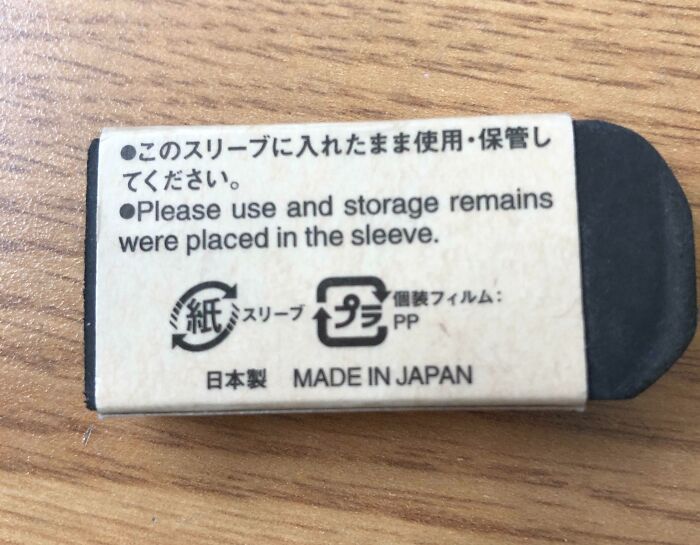 ●このスリーブに入れたまま使用・保管し
てください。
●Please use and storage remains
were placed in the sleeve.
紙 スリーブ プラ 個装フィルム:
PP
日本製 MADE IN JAPAN